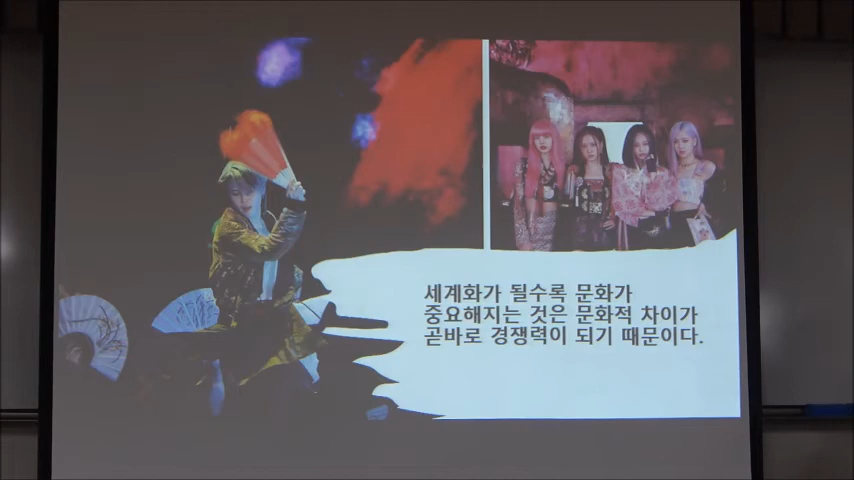 세계화가 될수록 문화가
중요해지는 것은 문화적 차이가
곧바로 경쟁력이 되기 때문이다.